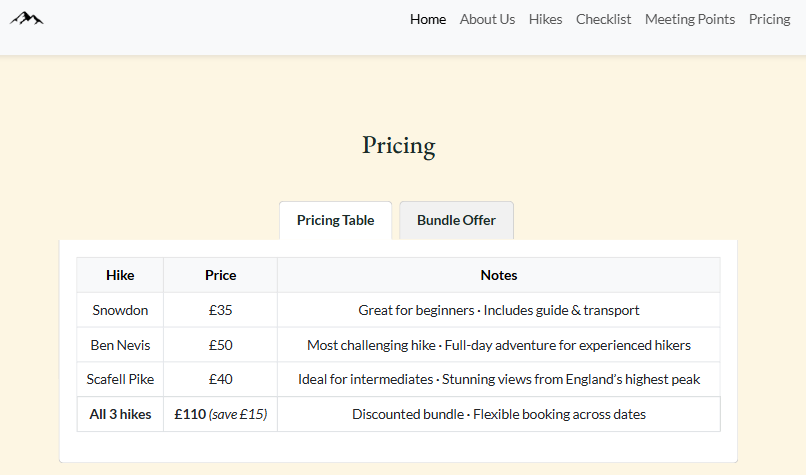 Home About Us Hikes Checklist Meeting Points Pricing
Pricing
Pricing Table Bundle Offer
Hike Price Notes
Snowdon £35 Great for beginners · Includes guide & transport
Ben Nevis £50 Most challenging hike · Full-day adventure for experienced hikers
Scafell Pike £40 Ideal for intermediates · Stunning views from England’s highest peak
All 3 hikes £110 (save £15) Discounted bundle · Flexible booking across dates